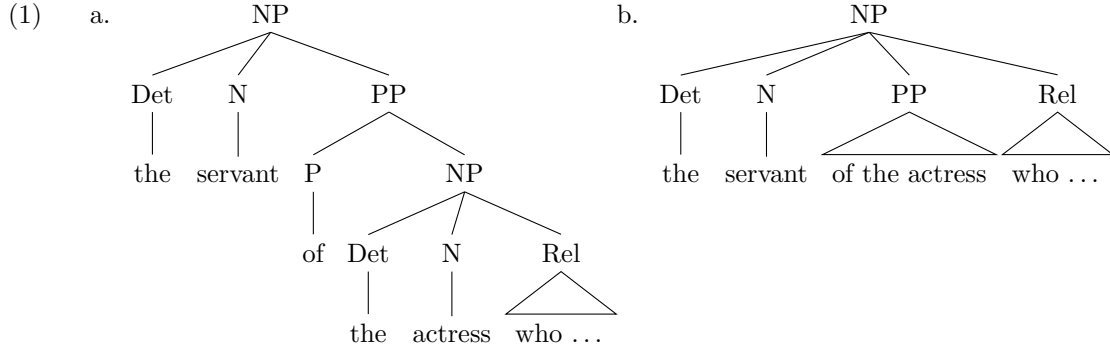 (1) a. NP b. NP
Det N PP Det N PP Rel
the servant P NP the servant of the actress who ...
of Det N Rel
the actress who ...